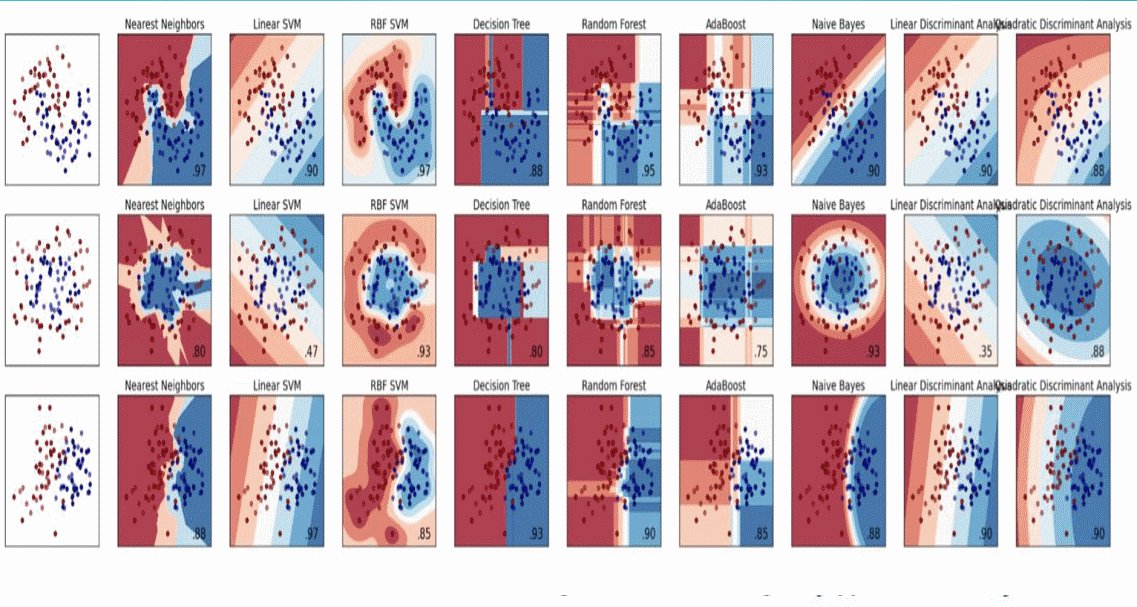 Nearest Neighbors Linear SVM RBF SVM Decision Tree Random Forest AdaBoost Naive Bayes Linear Discriminant Analysis Quadratic Discriminant Analysis
.97 .90 .97 .88 .95 .93 .90 .90 .88
Nearest Neighbors Linear SVM RBF SVM Decision Tree Random Forest AdaBoost Naive Bayes Linear Discriminant Analysis Quadratic Discriminant Analysis
.80 .47 .93 .80 .85 .75 .93 .35 .88
Nearest Neighbors Linear SVM RBF SVM Decision Tree Random Forest AdaBoost Naive Bayes Linear Discriminant Analysis Quadratic Discriminant Analysis
.88 .97 .85 .93 .90 .85 .88 .90 .90